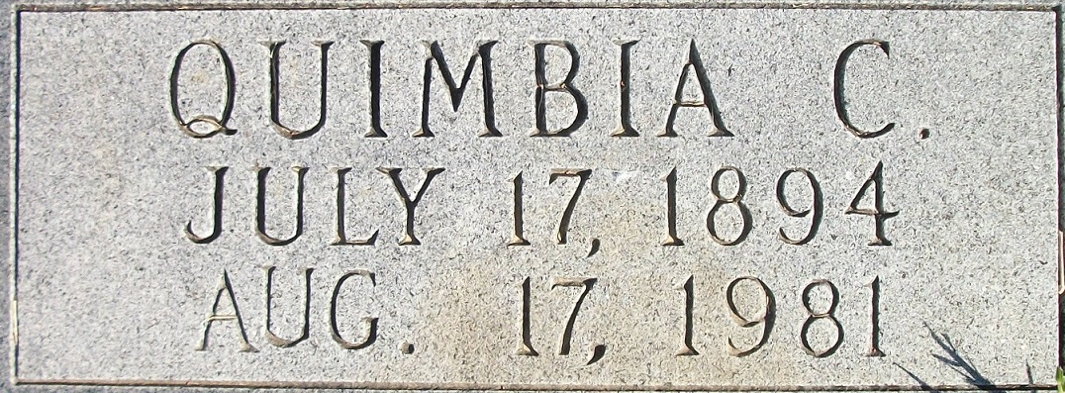 QUIMBIA C.
JULY 17, 1894
AUG. 17, 1981